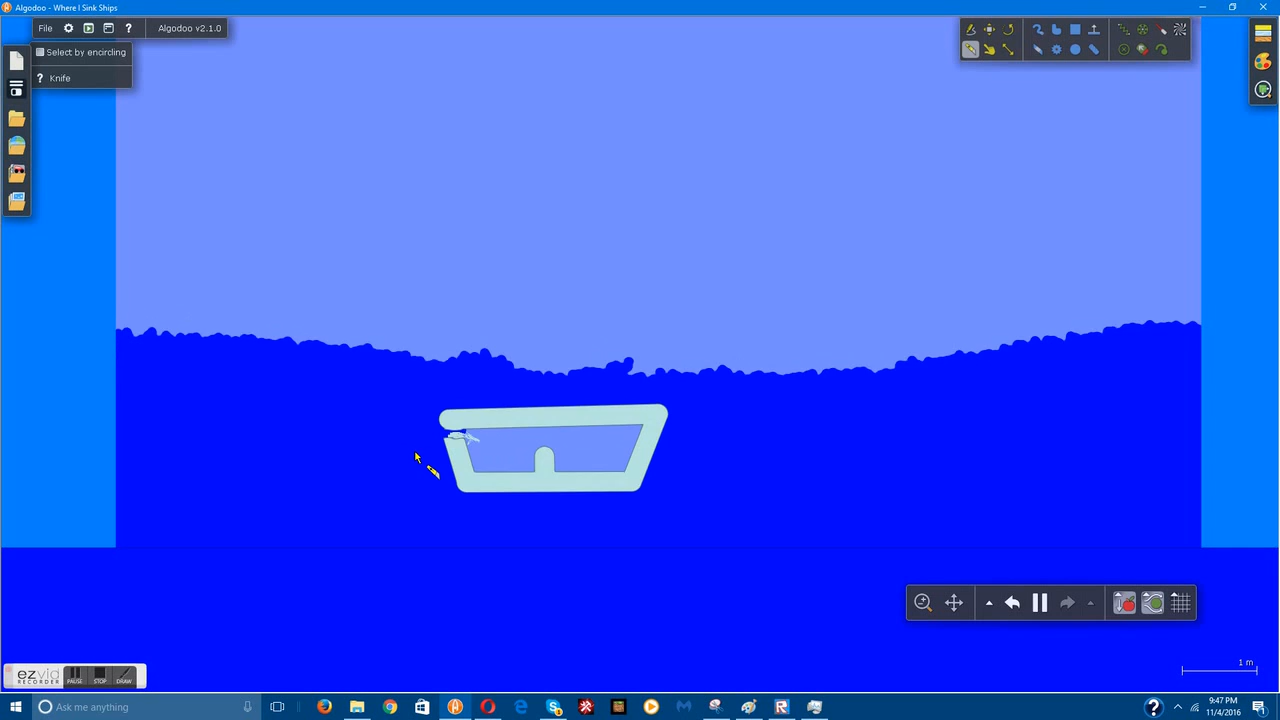 Algodoo - Where I Sink Ships
File
?
Algodoo v2.1.0
Select by encircling
? Knife
1 m
ezvid
RECORDER
PAUSE
STOP
DRAW
Ask me anything
9:47 PM
11/4/2016